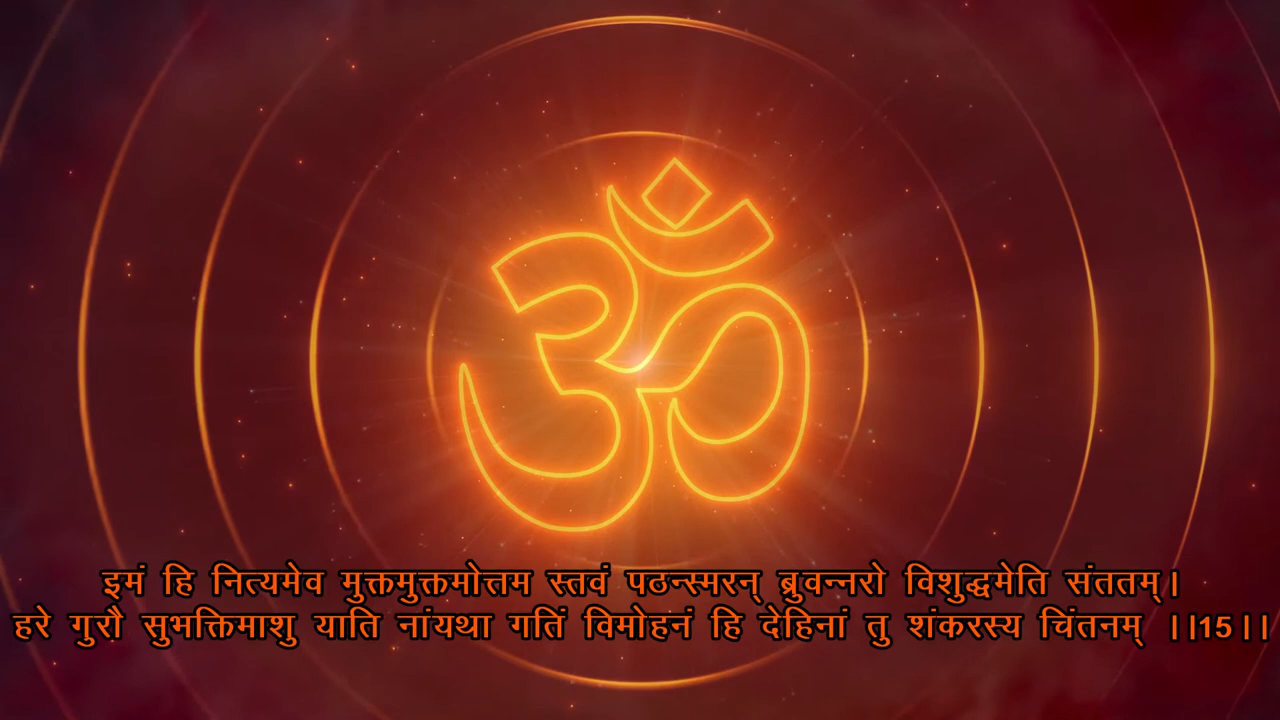 ॐ
इमं हि नित्यमेव मुक्तमुक्तमोत्तम स्तवं पठन्स्मरन् ब्रुवन्नरो विशुद्धमेति संततम्।
हरे गुरौ सुभक्तिमाशु याति नांयथा गतिं विमोहनं हि देहिनां तु शंकरस्य चिंतनम् ।।15।।